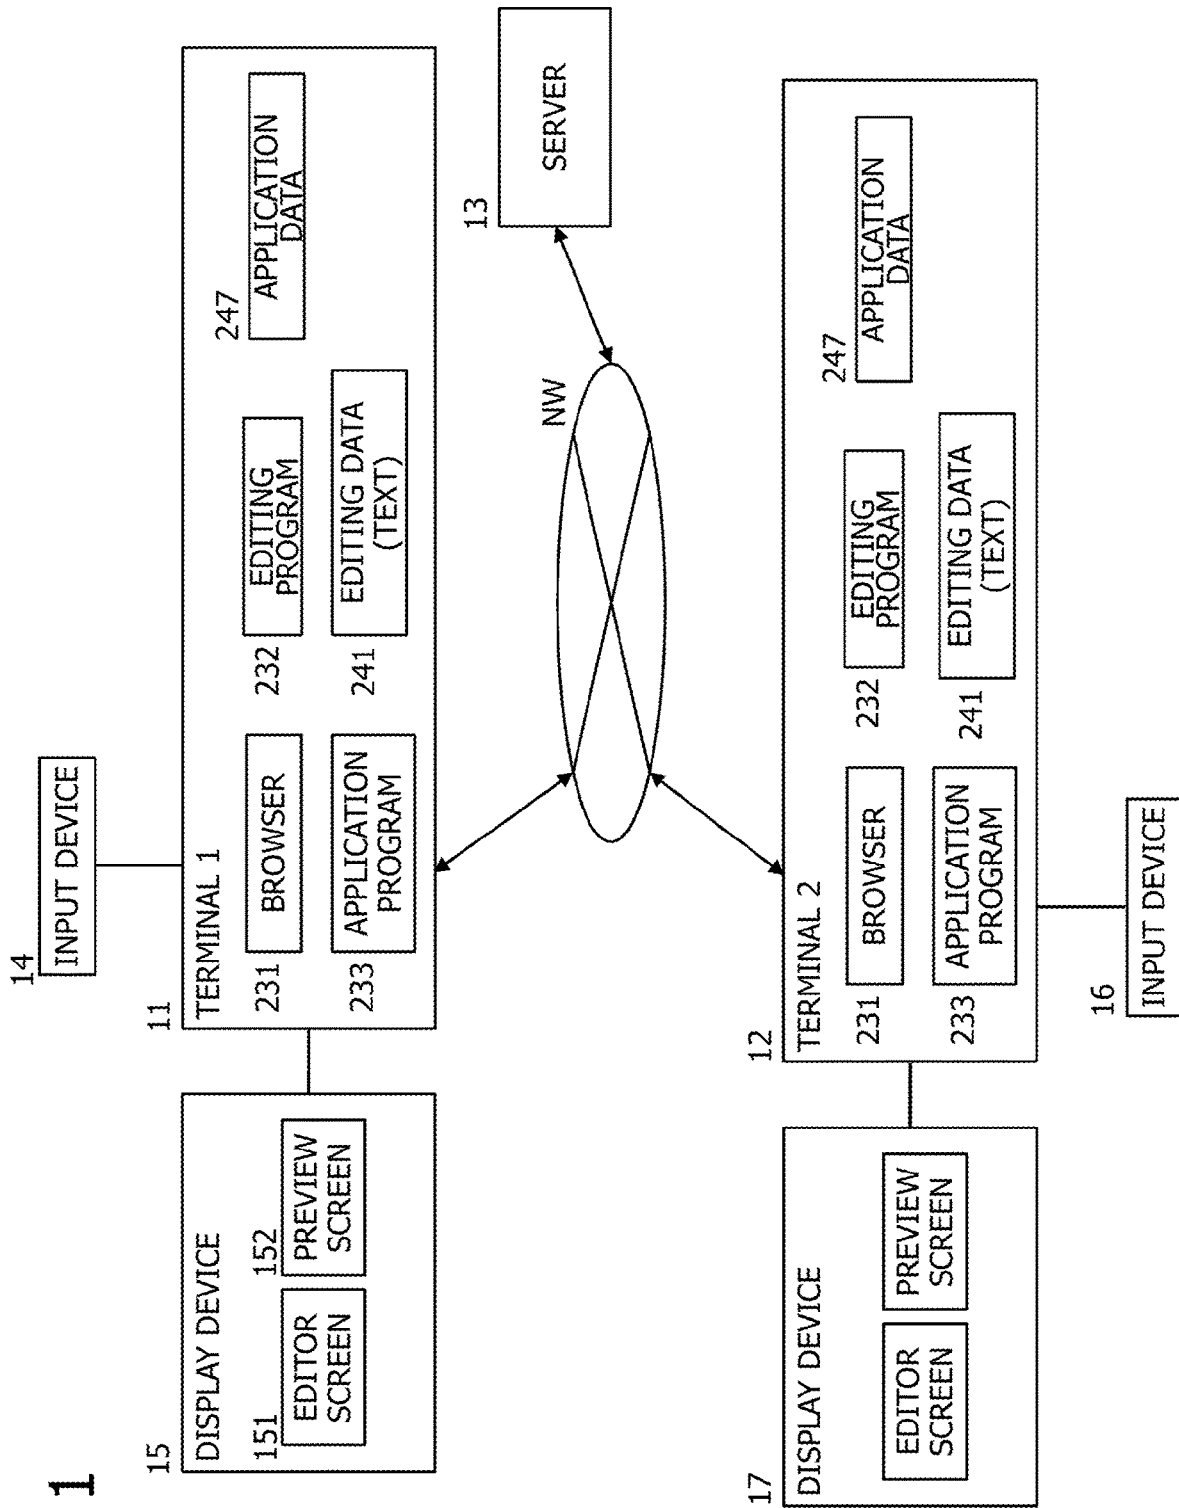 1
14
INPUT DEVICE
15
DISPLAY DEVICE
151
EDITOR
SCREEN
152
PREVIEW
SCREEN
11
TERMINAL 1
231
BROWSER
232
EDITING
PROGRAM
247
APPLICATION
DATA
233
APPLICATION
PROGRAM
241
EDITING DATA
(TEXT)
13
SERVER
NW
17
DISPLAY DEVICE
EDITOR
SCREEN
PREVIEW
SCREEN
12
TERMINAL 2
231
BROWSER
232
EDITING
PROGRAM
247
APPLICATION
DATA
233
APPLICATION
PROGRAM
241
EDITING DATA
(TEXT)
16
INPUT DEVICE